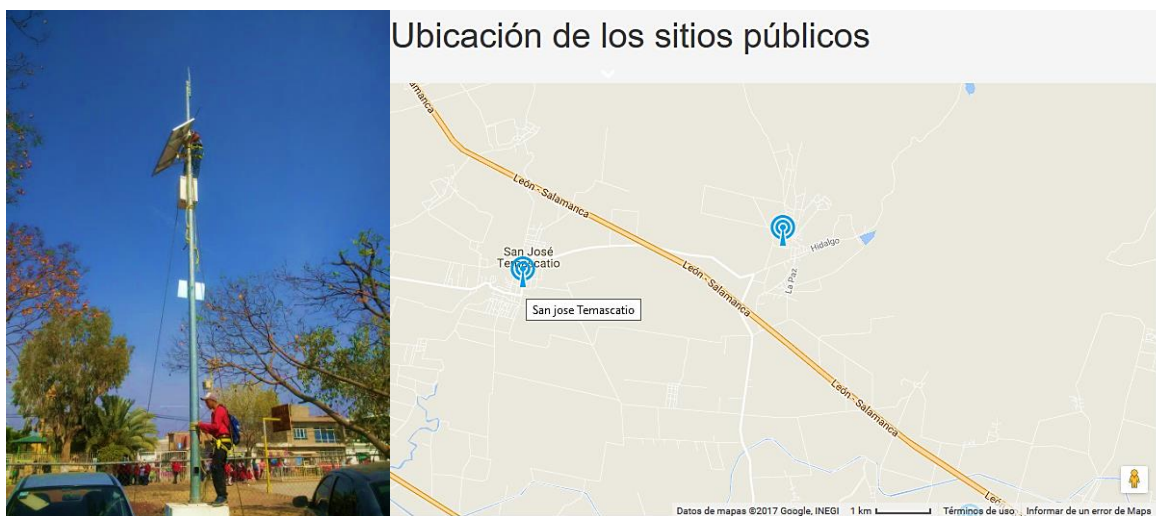 Ubicación de los sitios públicos
León - Salamanca
San José
Temascatio
San jose Temascatio
Hidalgo
La Paz
León - Salamanca
León - Salamanca
Datos de mapas ©2017 Google, INEGI
1 km
Términos de uso
Informar de un error de Maps